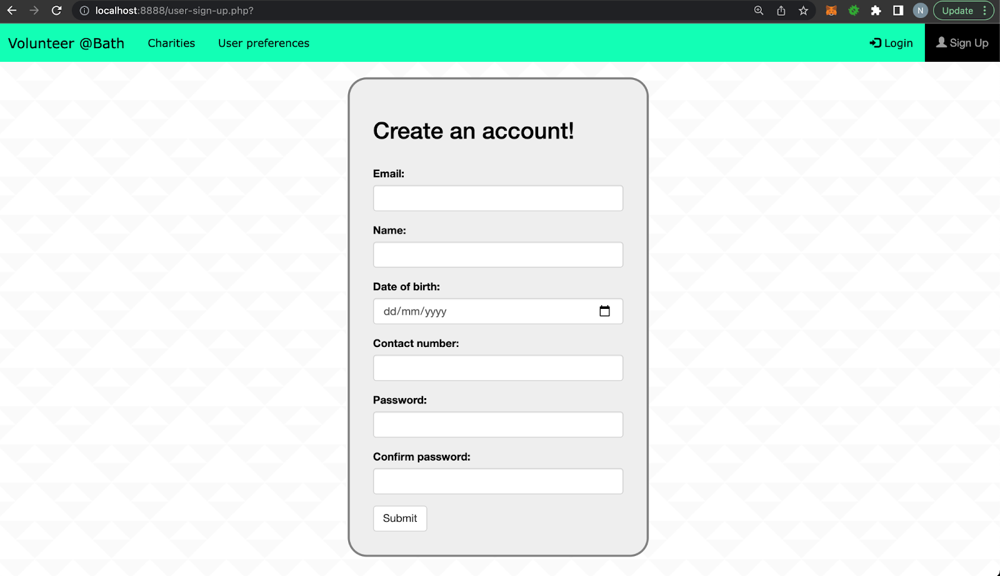 localhost:8888/user-sign-up.php?
N
Update
Volunteer @Bath Charities User preferences Login Sign Up
Create an account!
Email:
Name:
Date of birth:
dd/mm/yyyy
Contact number:
Password:
Confirm password:
Submit